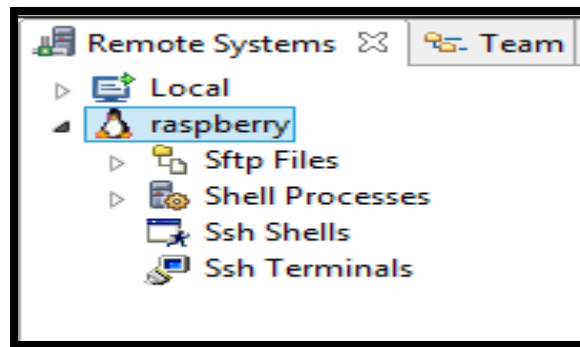 Remote Systems Team
Local
raspberry
Sftp Files
Shell Processes
Ssh Shells
Ssh Terminals